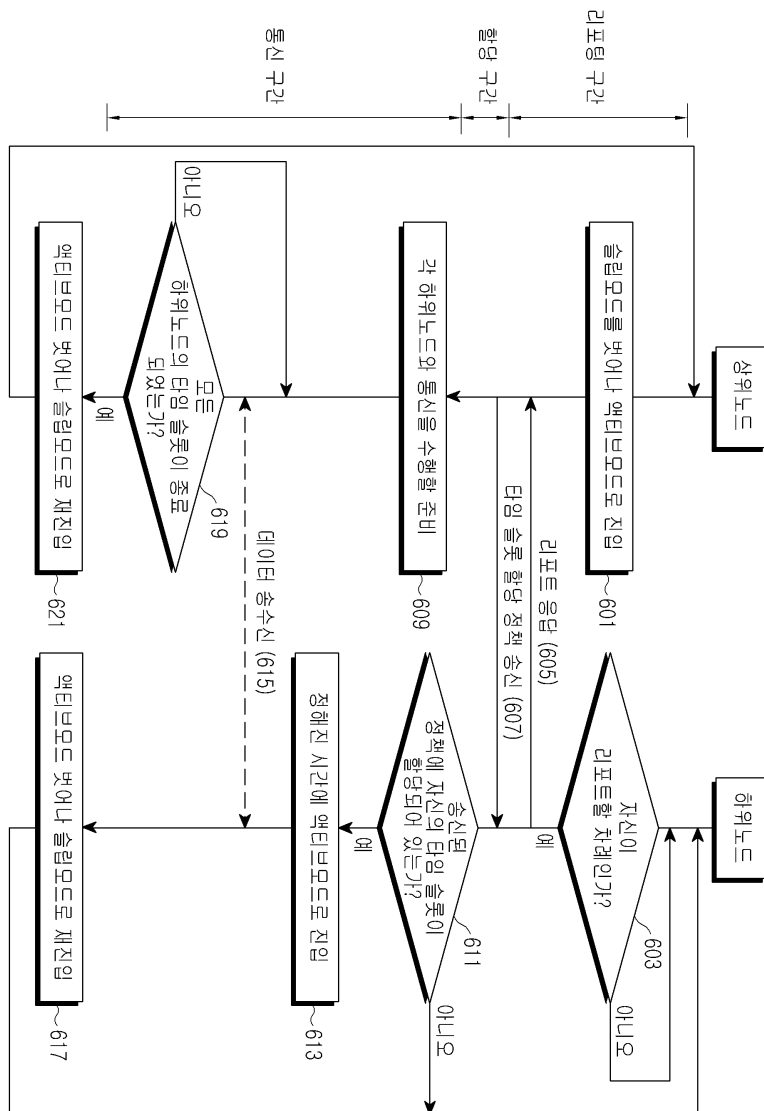 상위노드
하위노드
리포팅 구간
할당 구간
통신 구간
슬립모드를 벗어나 액티브모드로 진입
601
자신이
리포트할 차례인가?
603
아니오
예
리포트 응답 (605)
타임 슬롯 할당 정책 송신 (607)
각 하위노드와 통신을 수행할 준비
609
송신된
정책에 자신의 타임 슬롯이
할당되어 있는가?
611
아니오
예
정해진 시간에 액티브모드로 진입
613
데이터 송수신 (615)
모든
하위노드의 타임 슬롯이 종료
되었는가?
619
아니오
예
액티브모드 벗어나 슬립모드로 재진입
621
액티브모드 벗어나 슬립모드로 재진입
617